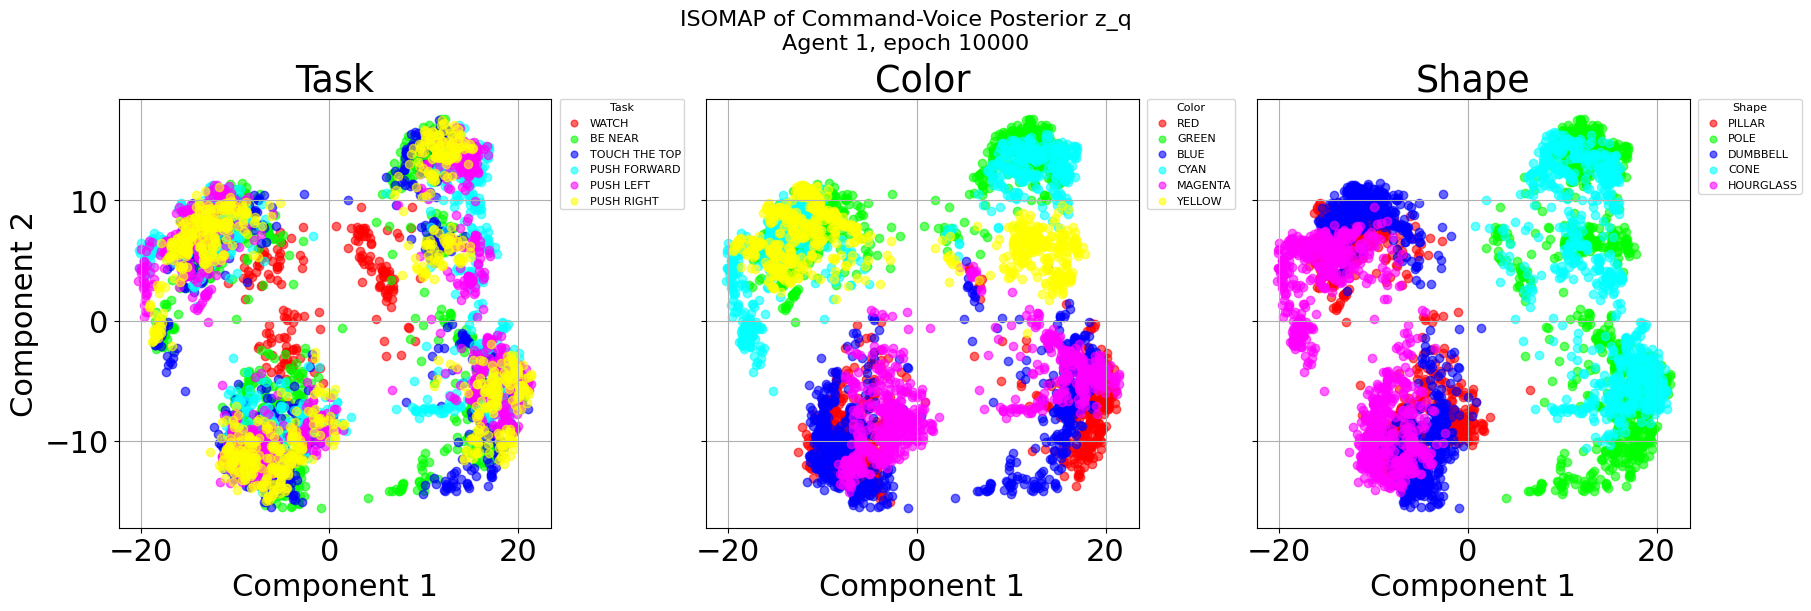 ISOMAP of Command-Voice Posterior z_q
Agent 1, epoch 10000
Task
Color
Shape
Task
WATCH
BE NEAR
TOUCH THE TOP
PUSH FORWARD
PUSH LEFT
PUSH RIGHT
Color
RED
GREEN
BLUE
CYAN
MAGENTA
YELLOW
Shape
PILLAR
POLE
DUMBBELL
CONE
HOURGLASS
Component 2
10
0
−10
−20
0
20
−20
0
20
−20
0
20
Component 1
Component 1
Component 1